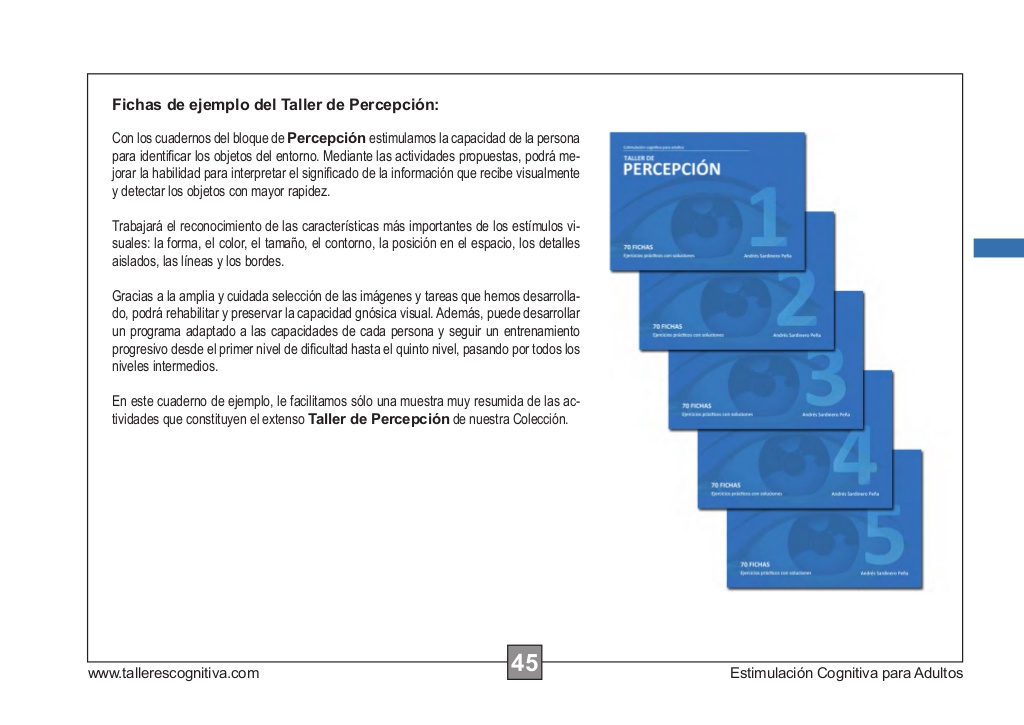 Fichas de ejemplo del Taller de Percepción:
Con los cuadernos del bloque de Percepción estimulamos la capacidad de la persona
para identificar los objetos del entorno. Mediante las actividades propuestas, podrá me-
jorar la habilidad para interpretar el significado de la información que recibe visualmente
y detectar los objetos con mayor rapidez.
Trabajará el reconocimiento de las características más importantes de los estímulos vi-
suales: la forma, el color, el tamaño, el contorno, la posición en el espacio, los detalles
aislados, las líneas y los bordes.
Gracias a la amplia y cuidada selección de las imágenes y tareas que hemos desarrolla-
do, podrá rehabilitar y preservar la capacidad gnósica visual. Además, puede desarrollar
un programa adaptado a las capacidades de cada persona y seguir un entrenamiento
progresivo desde el primer nivel de dificultad hasta el quinto nivel, pasando por todos los
niveles intermedios.
En este cuaderno de ejemplo, le facilitamos sólo una muestra muy resumida de las ac-
tividades que constituyen el extenso Taller de Percepción de nuestra Colección.
Estimulación cognitiva para adultos
TALLER DE
PERCEPCIÓN
1
70 FICHAS
Ejercicios prácticos con soluciones
Andrés Sardinero Peña
2
70 FICHAS
Ejercicios prácticos con soluciones
Andrés Sardinero Peña
3
70 FICHAS
Ejercicios prácticos con soluciones
Andrés Sardinero Peña
4
70 FICHAS
Ejercicios prácticos con soluciones
Andrés Sardinero Peña
5
70 FICHAS
Ejercicios prácticos con soluciones
Andrés Sardinero Peña
www.tallerescognitiva.com
45
Estimulación Cognitiva para Adultos